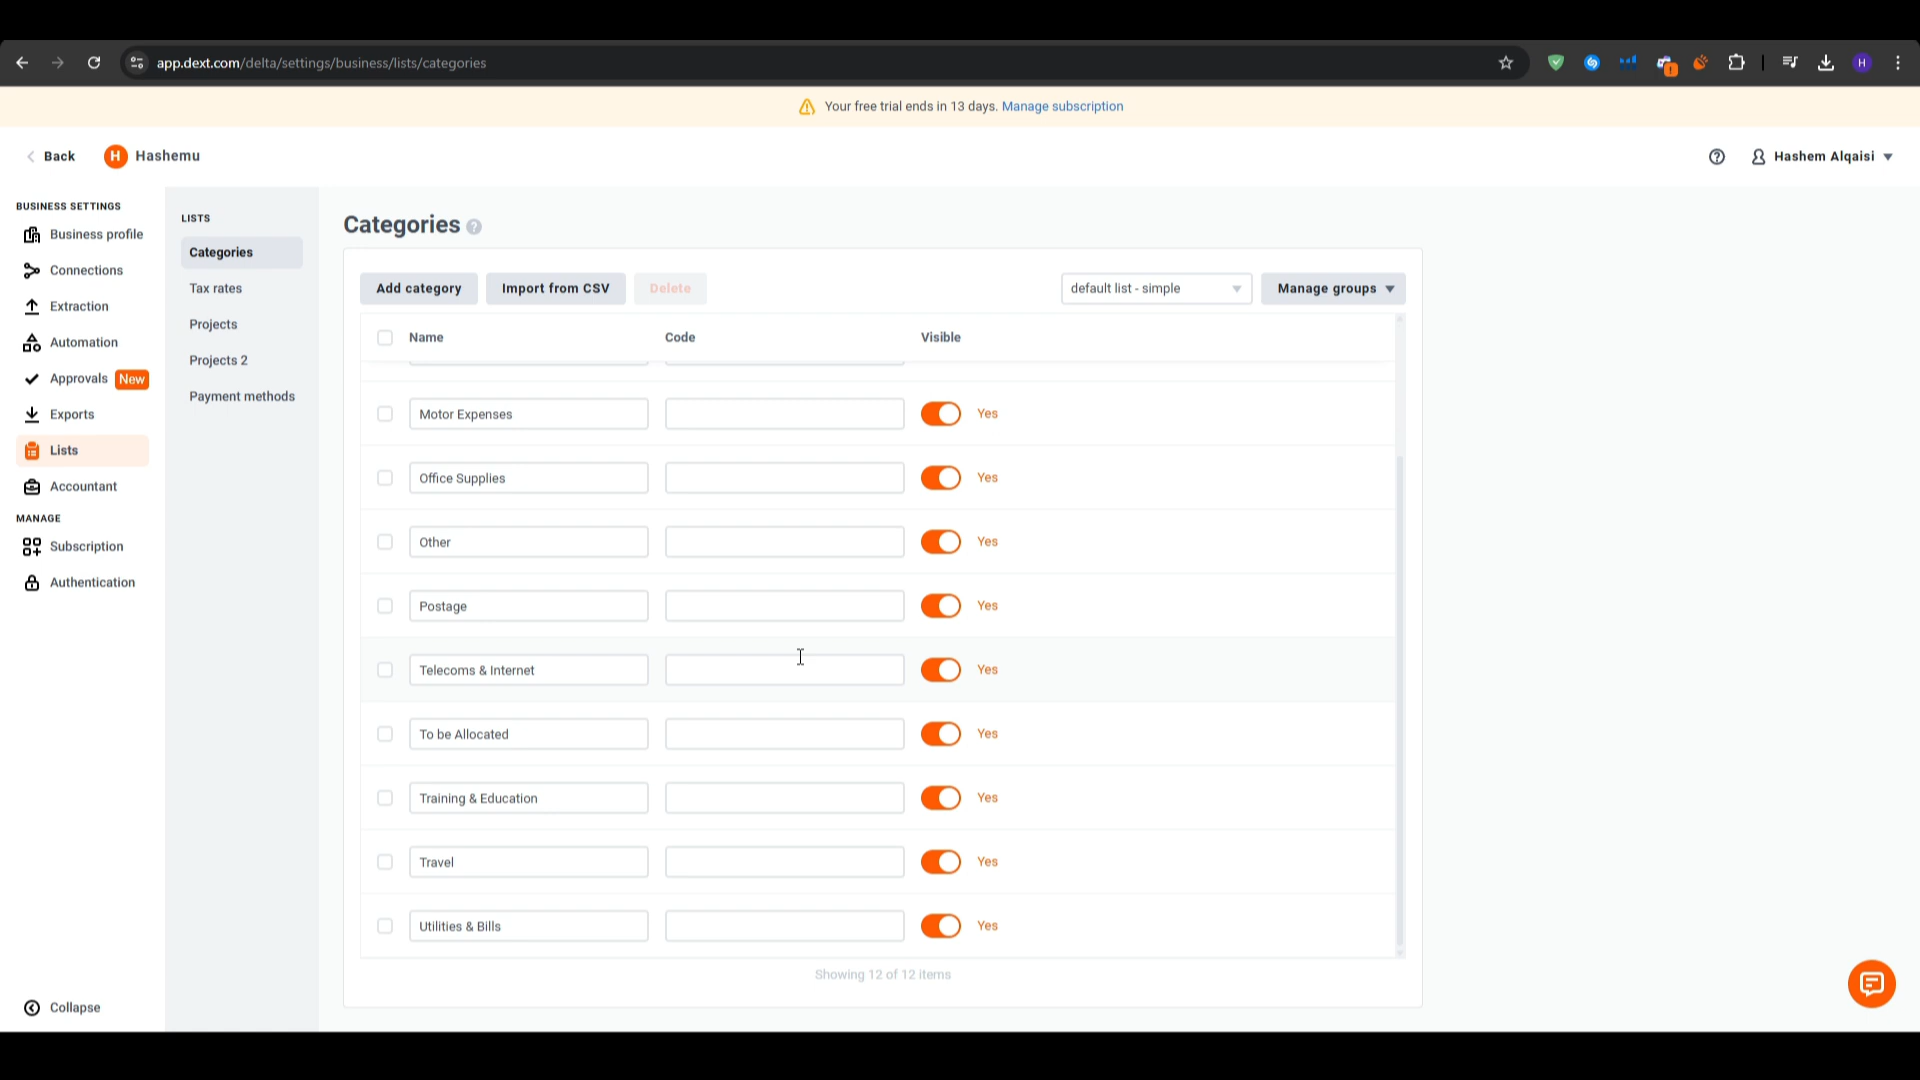 app.dext.com/delta/settings/business/lists/categories
H
Your free trial ends in 13 days. Manage subscription
Back
H
Hashemu
Hashem Alqaisi
BUSINESS SETTINGS
Business profile
Connections
Extraction
Automation
Approvals New
Exports
Lists
Accountant
MANAGE
Subscription
Authentication
Collapse
LISTS
Categories
Tax rates
Projects
Projects 2
Payment methods
Categories ?
Add category
Import from CSV
Delete
default list - simple
Manage groups
Name Code Visible
Motor Expenses Yes
Office Supplies Yes
Other Yes
Postage Yes
Telecoms & Internet Yes
To be Allocated Yes
Training & Education Yes
Travel Yes
Utilities & Bills Yes
Showing 12 of 12 items